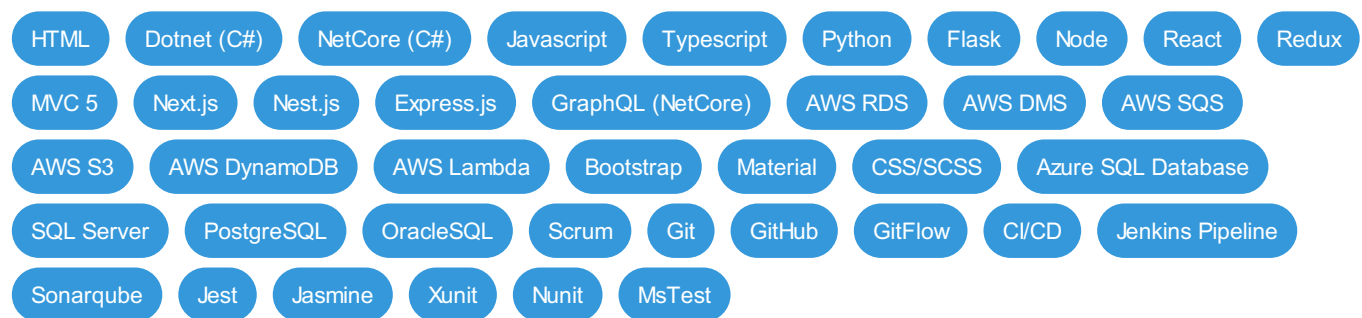 HTML Dotnet (C#) NetCore (C#) Javascript Typescript Python Flask Node React Redux
MVC 5 Next.js Nest.js Express.js GraphQL (NetCore) AWS RDS AWS DMS AWS SQS
AWS S3 AWS DynamoDB AWS Lambda Bootstrap Material CSS/SCSS Azure SQL Database
SQL Server PostgreSQL OracleSQL Scrum Git GitHub GitFlow CI/CD Jenkins Pipeline
Sonarqube Jest Jasmine Xunit Nunit MsTest